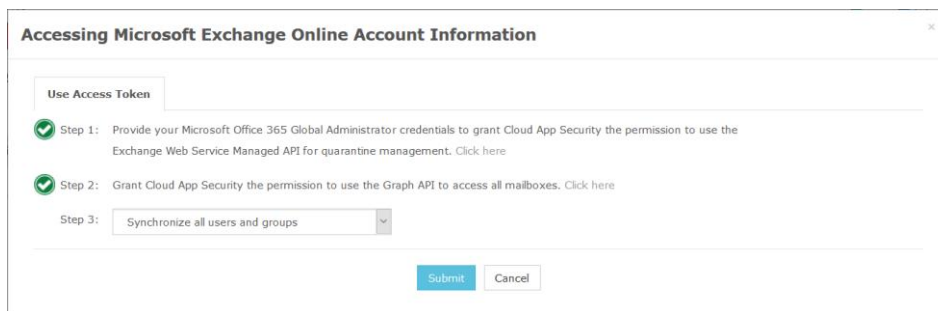 Accessing Microsoft Exchange Online Account Information
×
Use Access Token
Step 1: Provide your Microsoft Office 365 Global Administrator credentials to grant Cloud App Security the permission to use the
Exchange Web Service Managed API for quarantine management. Click here
Step 2: Grant Cloud App Security the permission to use the Graph API to access all mailboxes. Click here
Step 3: Synchronize all users and groups
Submit Cancel